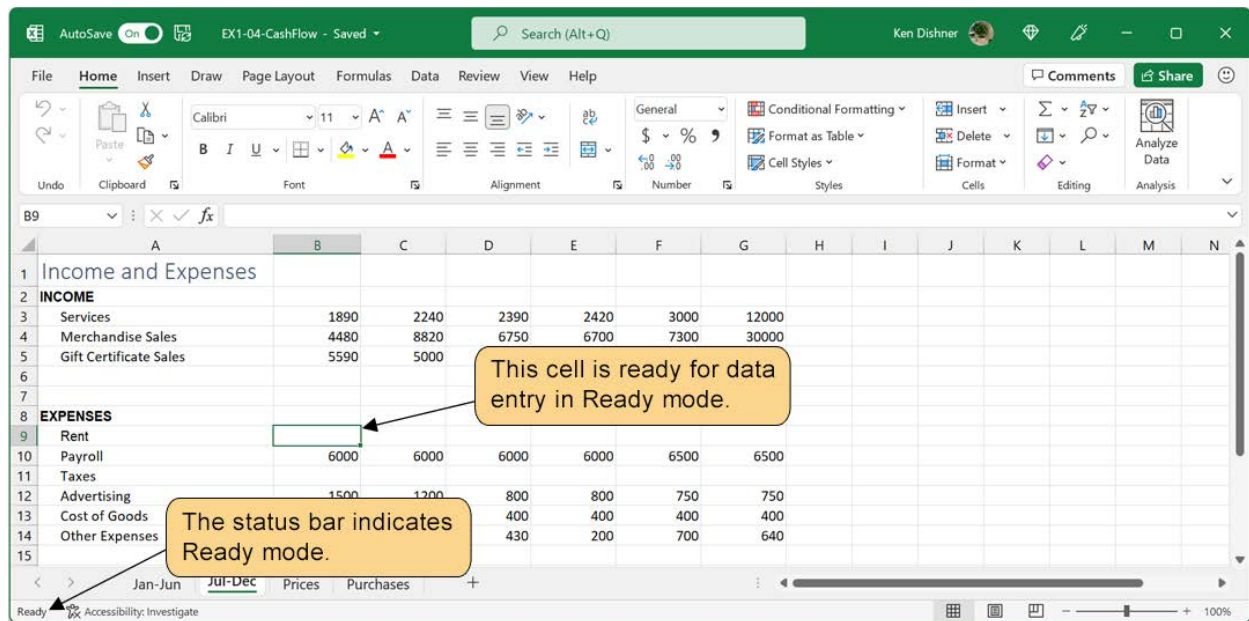 AutoSave On EX1-04-CashFlow - Saved Search (Alt+Q) Ken Dishner
File Home Insert Draw Page Layout Formulas Data Review View Help Comments Share
Paste Calibri 11 A^ A˅ ab General Conditional Formatting Insert Σ
B I U A $ % , Format as Table Delete Analyze
Cell Styles Format Data
Undo Clipboard Font Alignment Number Styles Cells Editing Analysis
B9 fx
A B C D E F G H I J K L M N
1 Income and Expenses
2 INCOME
3 Services 1890 2240 2390 2420 3000 12000
4 Merchandise Sales 4480 8820 6750 6700 7300 30000
5 Gift Certificate Sales 5590 5000
This cell is ready for data
entry in Ready mode.
6
7
8 EXPENSES
9 Rent
10 Payroll 6000 6000 6000 6000 6500 6500
11 Taxes
12 Advertising 1500 1200 800 800 750 750
13 Cost of Goods 400 400 400 400
14 Other Expenses 430 200 700 640
15
The status bar indicates
Ready mode.
Jan-Jun Jul-Dec Prices Purchases +
Ready Accessibility: Investigate 100%